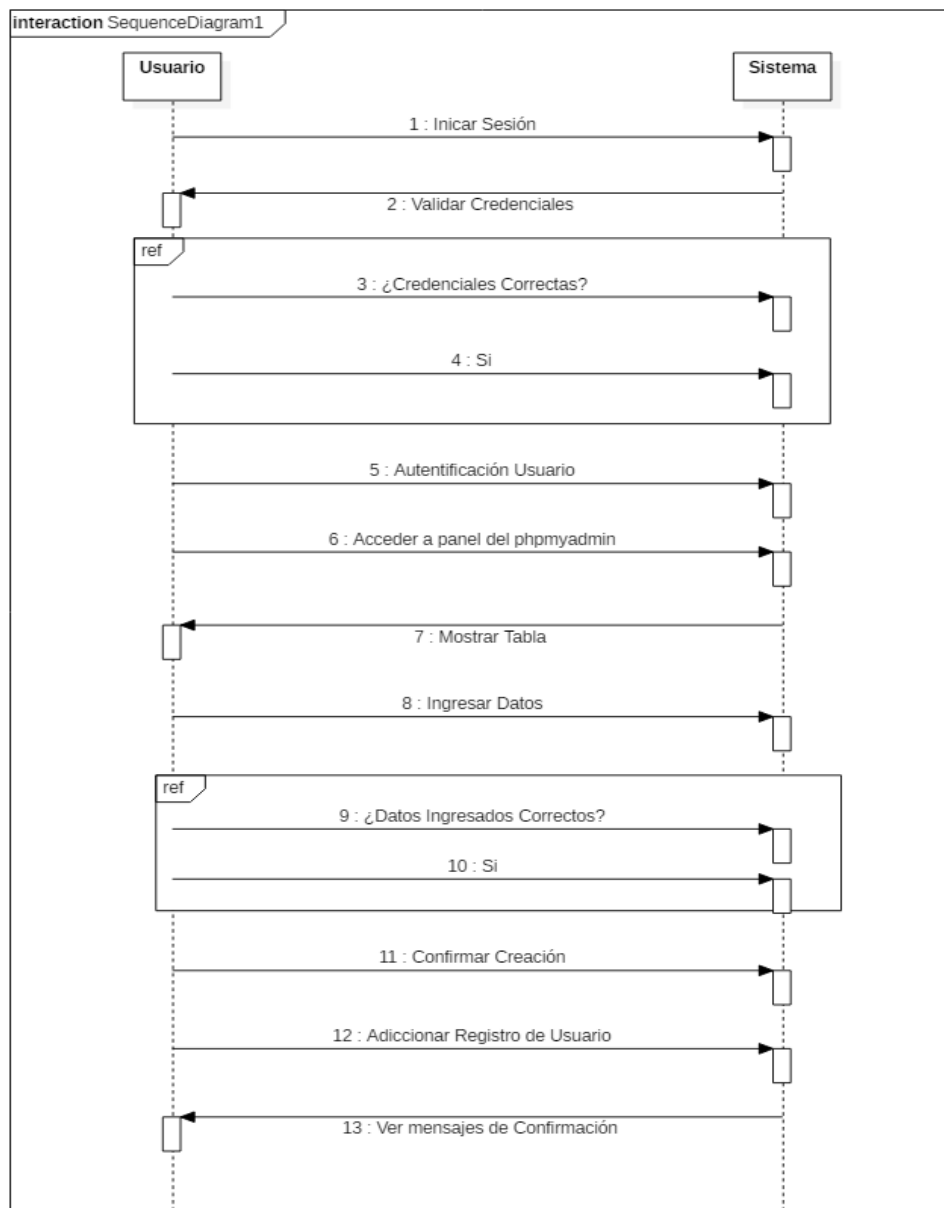 interaction SequenceDiagram1
Usuario
Sistema
1 : Inicar Sesión
2 : Validar Credenciales
ref
3 : ¿Credenciales Correctas?
4 : Si
5 : Autentificación Usuario
6 : Acceder a panel del phpmyadmin
7 : Mostrar Tabla
8 : Ingresar Datos
ref
9 : ¿Datos Ingresados Correctos?
10 : Si
11 : Confirmar Creación
12 : Adiccionar Registro de Usuario
13 : Ver mensajes de Confirmación